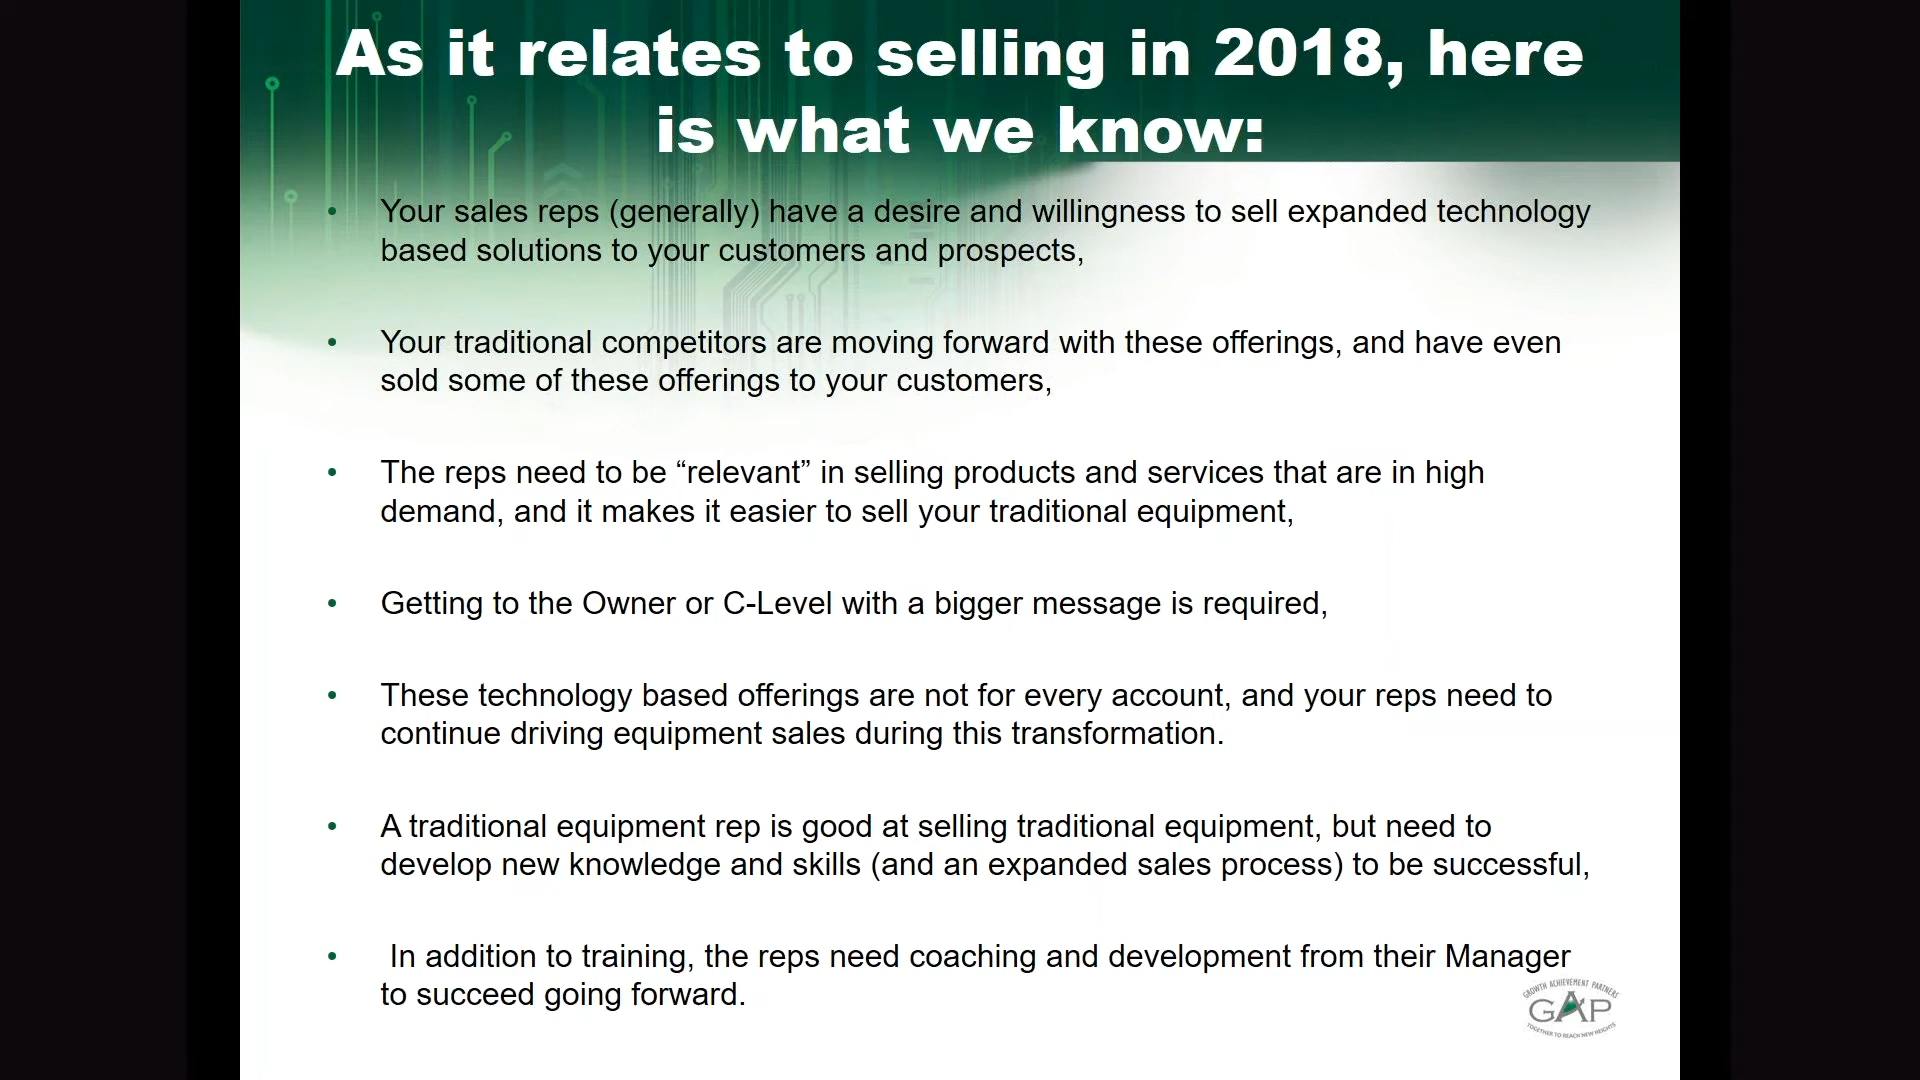 As it relates to selling in 2018, here
is what we know:
• Your sales reps (generally) have a desire and willingness to sell expanded technology
based solutions to your customers and prospects,
• Your traditional competitors are moving forward with these offerings, and have even
sold some of these offerings to your customers,
• The reps need to be “relevant” in selling products and services that are in high
demand, and it makes it easier to sell your traditional equipment,
• Getting to the Owner or C-Level with a bigger message is required,
• These technology based offerings are not for every account, and your reps need to
continue driving equipment sales during this transformation.
• A traditional equipment rep is good at selling traditional equipment, but need to
develop new knowledge and skills (and an expanded sales process) to be successful,
• In addition to training, the reps need coaching and development from their Manager
to succeed going forward.
GROWTH ACHIEVEMENT PARTNERS
GAP
TOGETHER TO REACH NEW HEIGHTS